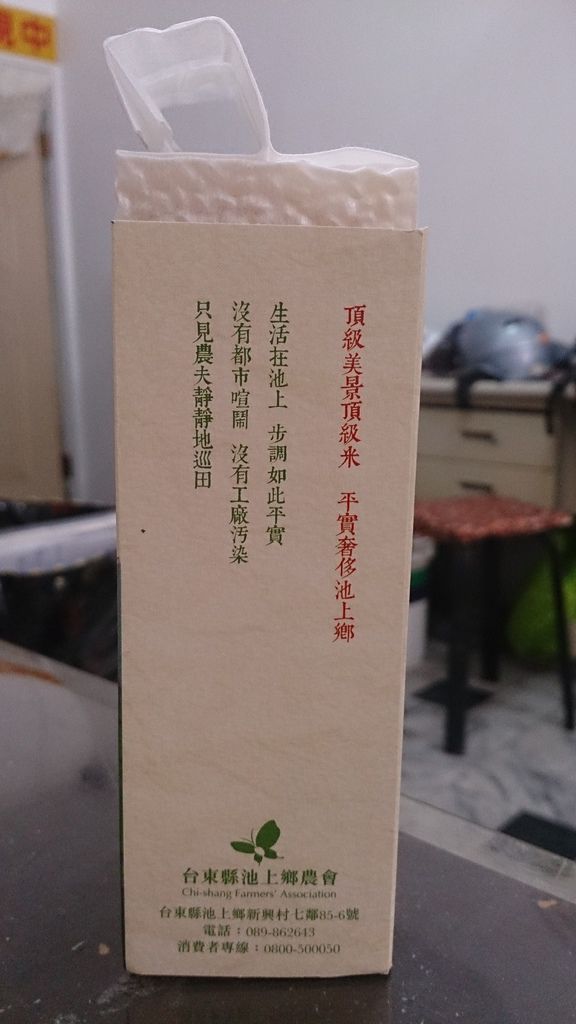 頂級美景頂級米 平實奢侈池上鄉
生活在池上 步調如此平實
沒有都市喧鬧 沒有工廠汚染
只見農夫靜靜地巡田
台東縣池上鄉農會
Chi-shang Farmers' Association
台東縣池上鄉新興村七鄰85-6號
電話：089-862643
消費者專線：0800-500050
中